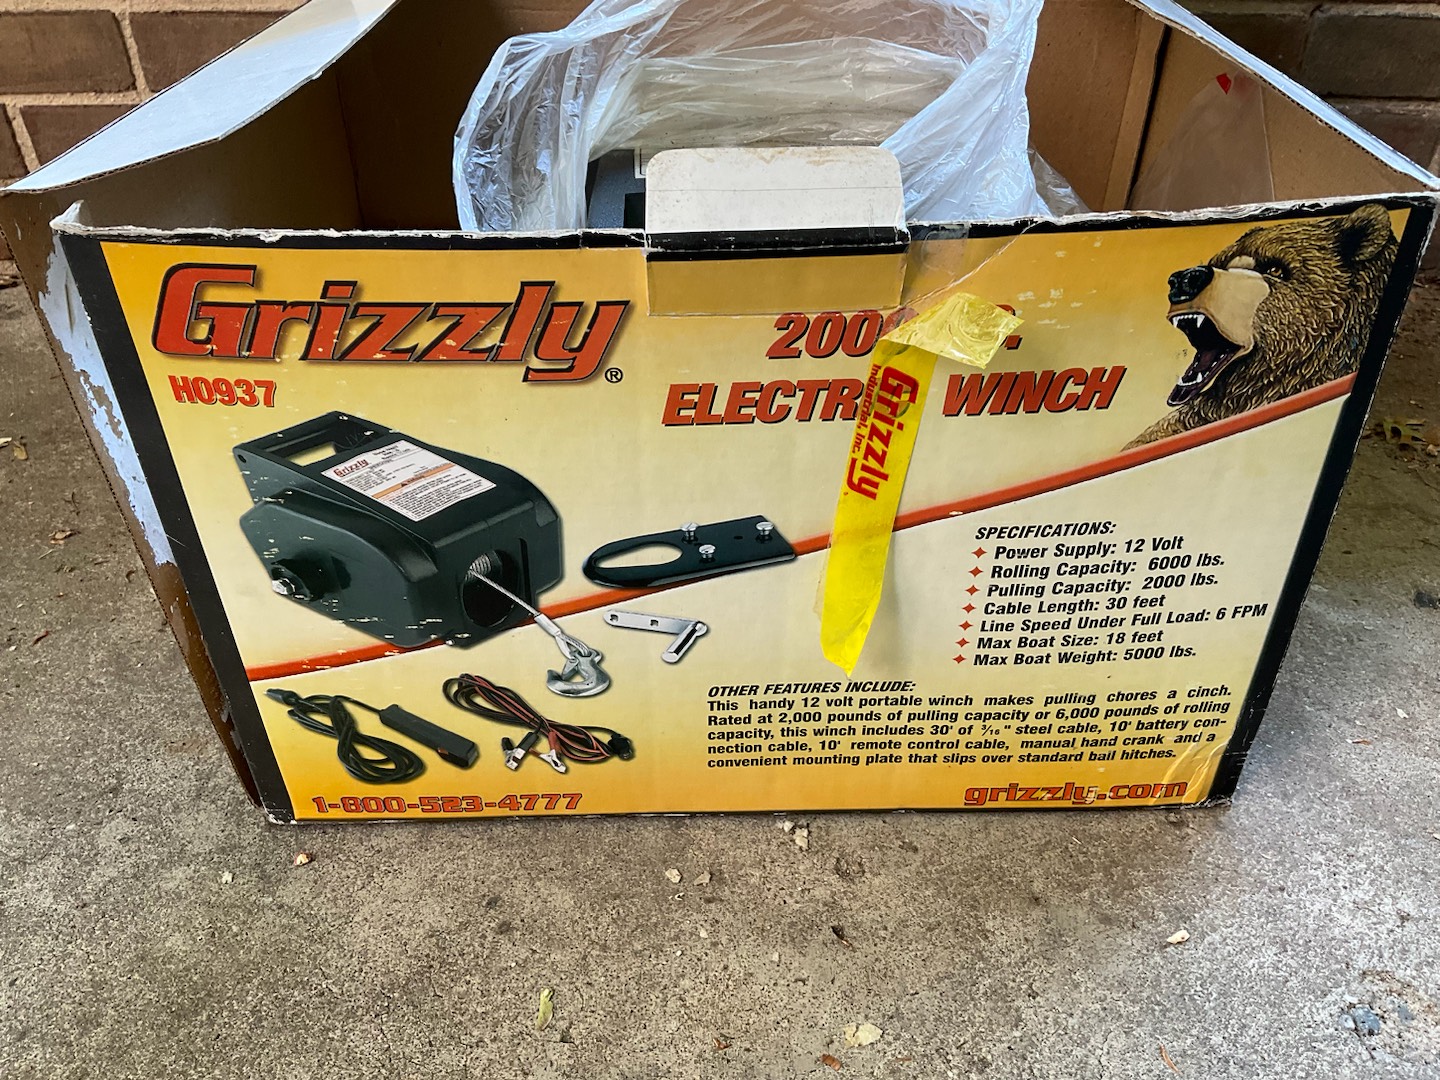 Grizzly®
H0937
200
ELECTR WINCH
Grizzly
Industrial, Inc.
Grizzly
SPECIFICATIONS:
Power Supply: 12 Volt
Rolling Capacity: 6000 lbs.
Pulling Capacity: 2000 lbs.
Cable Length: 30 feet
Line Speed Under Full Load: 6 FPM
Max Boat Size: 18 feet
Max Boat Weight: 5000 lbs.
OTHER FEATURES INCLUDE:
This handy 12 volt portable winch makes pulling chores a cinch.
Rated at 2,000 pounds of pulling capacity or 6,000 pounds of rolling
capacity, this winch includes 30' of 3/16" steel cable, 10' battery con-
nection cable, 10' remote control cable, manual hand crank and a
convenient mounting plate that slips over standard bail hitches.
1-800-523-4777
grizzly.com